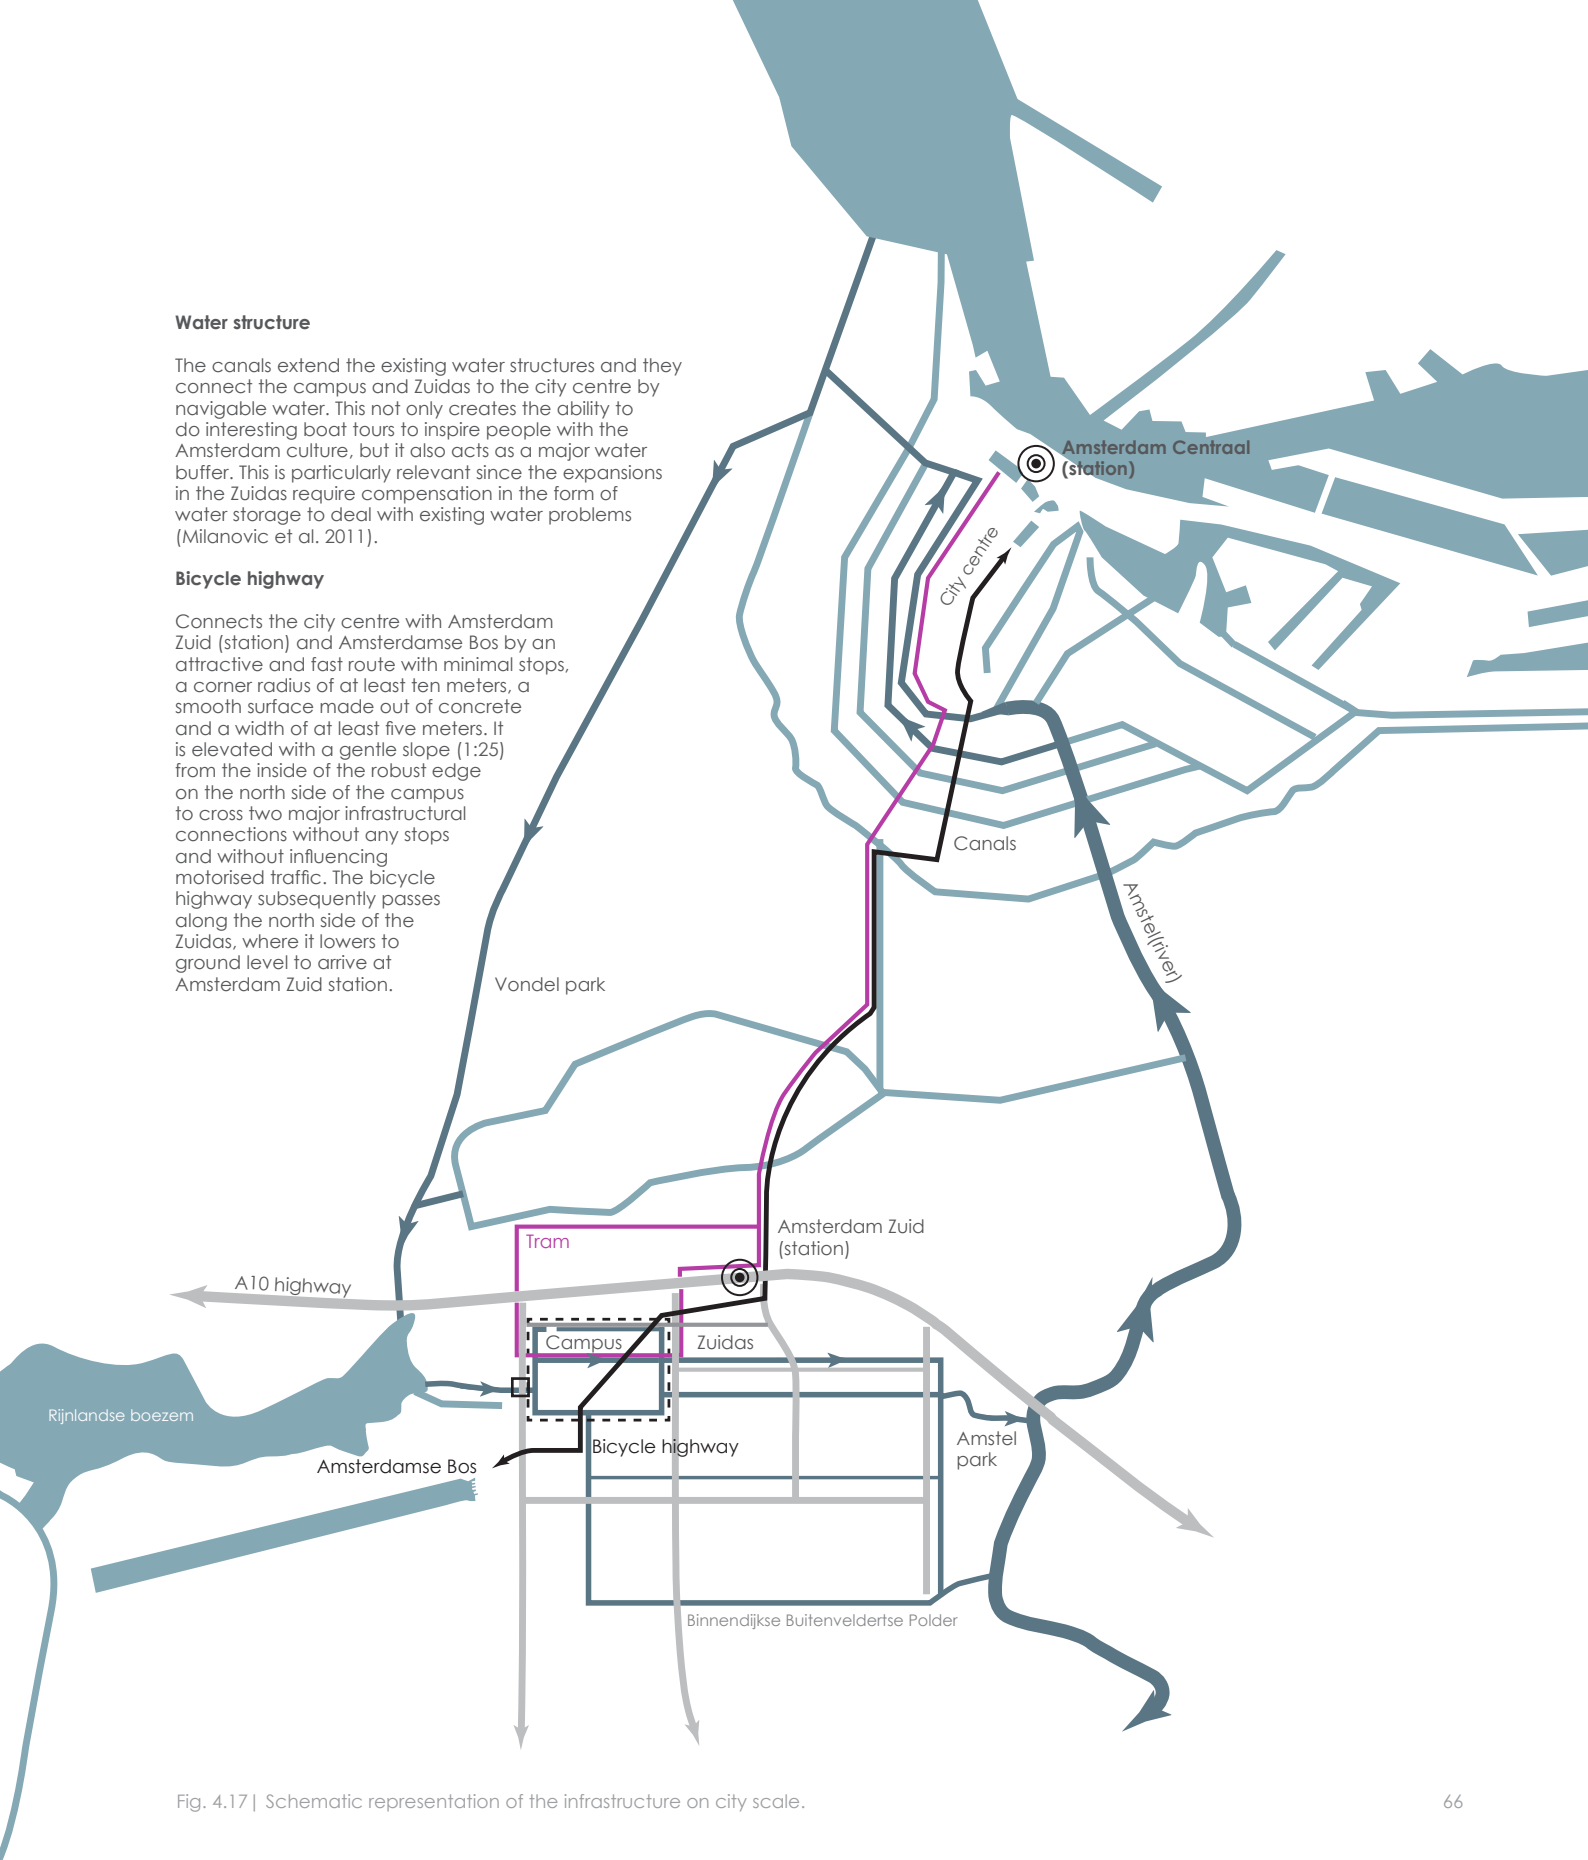 Water structure
The canals extend the existing water structures and they
connect the campus and Zuidas to the city centre by
navigable water. This not only creates the ability to
do interesting boat tours to inspire people with the
Amsterdam culture, but it also acts as a major water
buffer. This is particularly relevant since the expansions
in the Zuidas require compensation in the form of
water storage to deal with existing water problems
(Milanovic et al. 2011).
Bicycle highway
Connects the city centre with Amsterdam
Zuid (station) and Amsterdamse Bos by an
attractive and fast route with minimal stops,
a corner radius of at least ten meters, a
smooth surface made out of concrete
and a width of at least five meters. It
is elevated with a gentle slope (1:25)
from the inside of the robust edge
on the north side of the campus
to cross two major infrastructural
connections without any stops
and without influencing
motorised traffic. The bicycle
highway subsequently passes
along the north side of the
Zuidas, where it lowers to
ground level to arrive at
Amsterdam Zuid station.
Amsterdam Centraal
(station)
City centre
Canals
Amstel(river)
Vondel park
Amsterdam Zuid
(station)
Tram
A10 highway
Campus
Zuidas
Rijnlandse boezem
Bicycle highway
Amstel
park
Amsterdamse Bos
Binnendijkse Buitenveldertse Polder
Fig. 4.17| Schematic representation of the infrastructure on city scale.
66